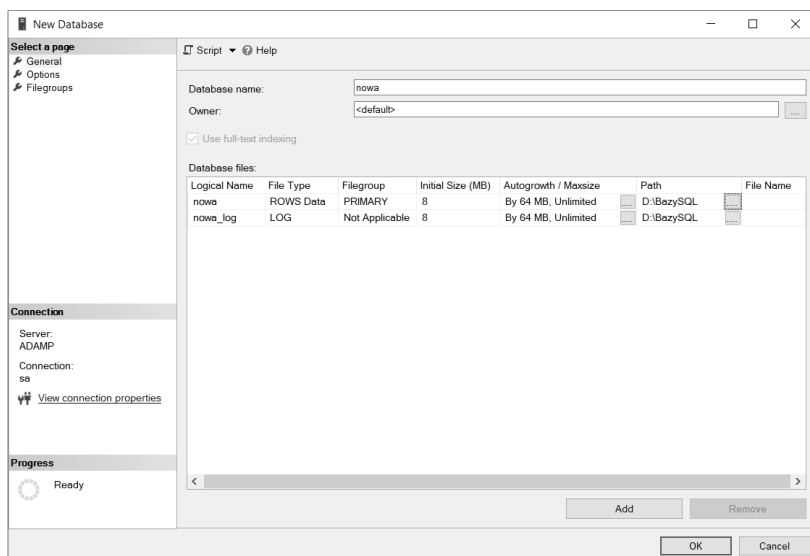 New Database
Select a page
General
Options
Filegroups
Script Help
Database name: nowa
Owner: <default> ...
Use full-text indexing
Database files:
Logical Name File Type Filegroup Initial Size (MB) Autogrowth / Maxsize Path File Name
nowa ROWS Data PRIMARY 8 By 64 MB, Unlimited .... D:\BazySQL ....
nowa_log LOG Not Applicable 8 By 64 MB, Unlimited .... D:\BazySQL ....
Connection
Server:
ADAMP
Connection:
sa
View connection properties
Progress
Ready
Add Remove
OK Cancel